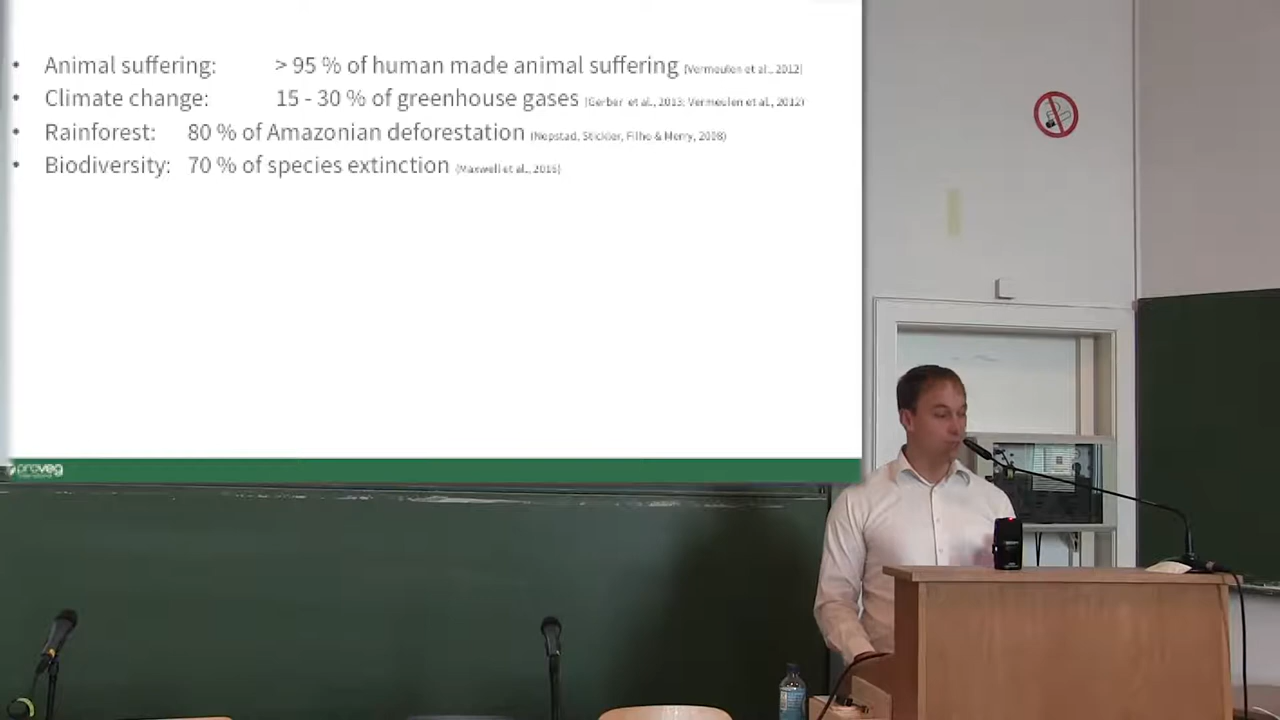 • Animal suffering: > 95 % of human made animal suffering (Vermeulen et al., 2012)
• Climate change: 15 - 30 % of greenhouse gases (Gerber et al., 2013; Vermeulen et al., 2012)
• Rainforest: 80 % of Amazonian deforestation (Nepstad, Stickler, Filho & Merry, 2008)
• Biodiversity: 70 % of species extinction (Maxwell et al., 2016)
proveg
international